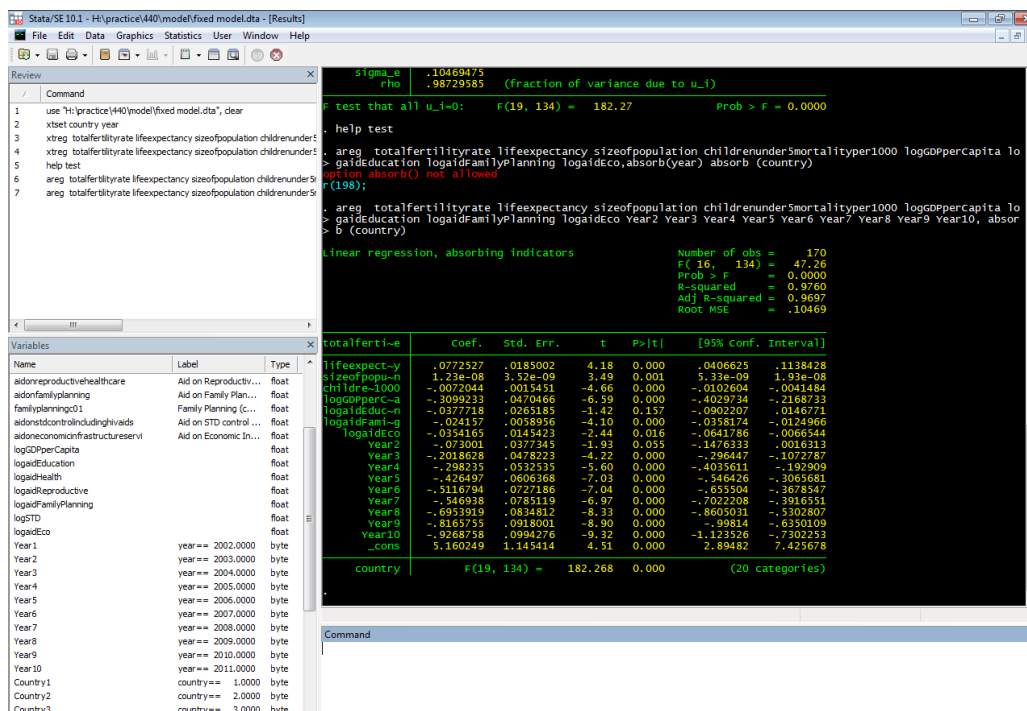 Stata/SE 10.1 - H:\practice\440\model\fixed model.dta - [Results]
File Edit Data Graphics Statistics User Window Help
Review
Command
1 use "H:\practice\440\model\fixed model.dta", clear
2 xtset country year
3 xtreg totalfertilityrate lifeexpectancy sizeofpopulation childrenunder5
4 xtreg totalfertilityrate lifeexpectancy sizeofpopulation childrenunder5
5 help test
6 areg totalfertilityrate lifeexpectancy sizeofpopulation childrenunder5r
7 areg totalfertilityrate lifeexpectancy sizeofpopulation childrenunder5r
Variables
Name Label Type
aidonreproductivehealthcare Aid on Reproductiv... float
aidonfamilyplanning Aid on Family Plan... float
familyplanningc01 Family Planning (c... float
aidonstdcontrolincludinghivaids Aid on STD control ... float
aidoneconomicinfrastructureservi Aid on Economic In... float
logGDPperCapita float
logaidEducation float
logaidHealth float
logaidReproductive float
logaidFamilyPlanning float
logSTD float
logaidEco float
Year1 year== 2002.0000 byte
Year2 year== 2003.0000 byte
Year3 year== 2004.0000 byte
Year4 year== 2005.0000 byte
Year5 year== 2006.0000 byte
Year6 year== 2007.0000 byte
Year7 year== 2008.0000 byte
Year8 year== 2009.0000 byte
Year9 year== 2010.0000 byte
Year10 year== 2011.0000 byte
Country1 country== 1.0000 byte
Country2 country== 2.0000 byte
Country3 country== 3.0000 byte
sigma_e .10469475
rho .98729585 (fraction of variance due to u_i)
F test that all u_i=0: F(19, 134) = 182.27 Prob > F = 0.0000
. help test
. areg totalfertilityrate lifeexpectancy sizeofpopulation childrenunder5mortalityper1000 logGDPperCapita lo
> gaidEducation logaidFamilyPlanning logaidEco,absorb(year) absorb (country)
option absorb() not allowed
r(198);
. areg totalfertilityrate lifeexpectancy sizeofpopulation childrenunder5mortalityper1000 logGDPperCapita lo
> gaidEducation logaidFamilyPlanning logaidEco Year2 Year3 Year4 Year5 Year6 Year7 Year8 Year9 Year10, absor
> b (country)
Linear regression, absorbing indicators Number of obs = 170
F( 16, 134) = 47.26
Prob > F = 0.0000
R-squared = 0.9760
Adj R-squared = 0.9697
Root MSE = .10469
totalferti~e Coef. Std. Err. t P>|t| [95% Conf. Interval]
lifeexpect~y .0772527 .0185002 4.18 0.000 .0406625 .1138428
sizeofpopu~n 1.23e-08 3.52e-09 3.49 0.001 5.33e-09 1.93e-08
childre~1000 -.0072044 .0015451 -4.66 0.000 -.0102604 -.0041484
logGDPperC~a -.3099233 .0470466 -6.59 0.000 -.4029734 -.2168733
logaidEduc~n -.0377718 .0265185 -1.42 0.157 -.0902207 .0146771
logaidFami~g -.024157 .0058956 -4.10 0.000 -.0358174 -.0124966
logaidEco -.0354165 .0145423 -2.44 0.016 -.0641786 -.0066544
Year2 -.073001 .0377345 -1.93 0.055 -.1476333 .0016313
Year3 -.2018628 .0478223 -4.22 0.000 -.296447 -.1072787
Year4 -.298235 .0532535 -5.60 0.000 -.4035611 -.192909
Year5 -.426497 .0606368 -7.03 0.000 -.546426 -.3065681
Year6 -.5116794 .0727186 -7.04 0.000 -.655504 -.3678547
Year7 -.546938 .0785119 -6.97 0.000 -.7022208 -.3916551
Year8 -.6953919 .0834812 -8.33 0.000 -.8605031 -.5302807
Year9 -.8165755 .0918001 -8.90 0.000 -.99814 -.6350109
Year10 -.9268758 .0994276 -9.32 0.000 -1.123526 -.7302253
_cons 5.160249 1.145414 4.51 0.000 2.89482 7.425678
country F(19, 134) = 182.268 0.000 (20 categories)
.
Command